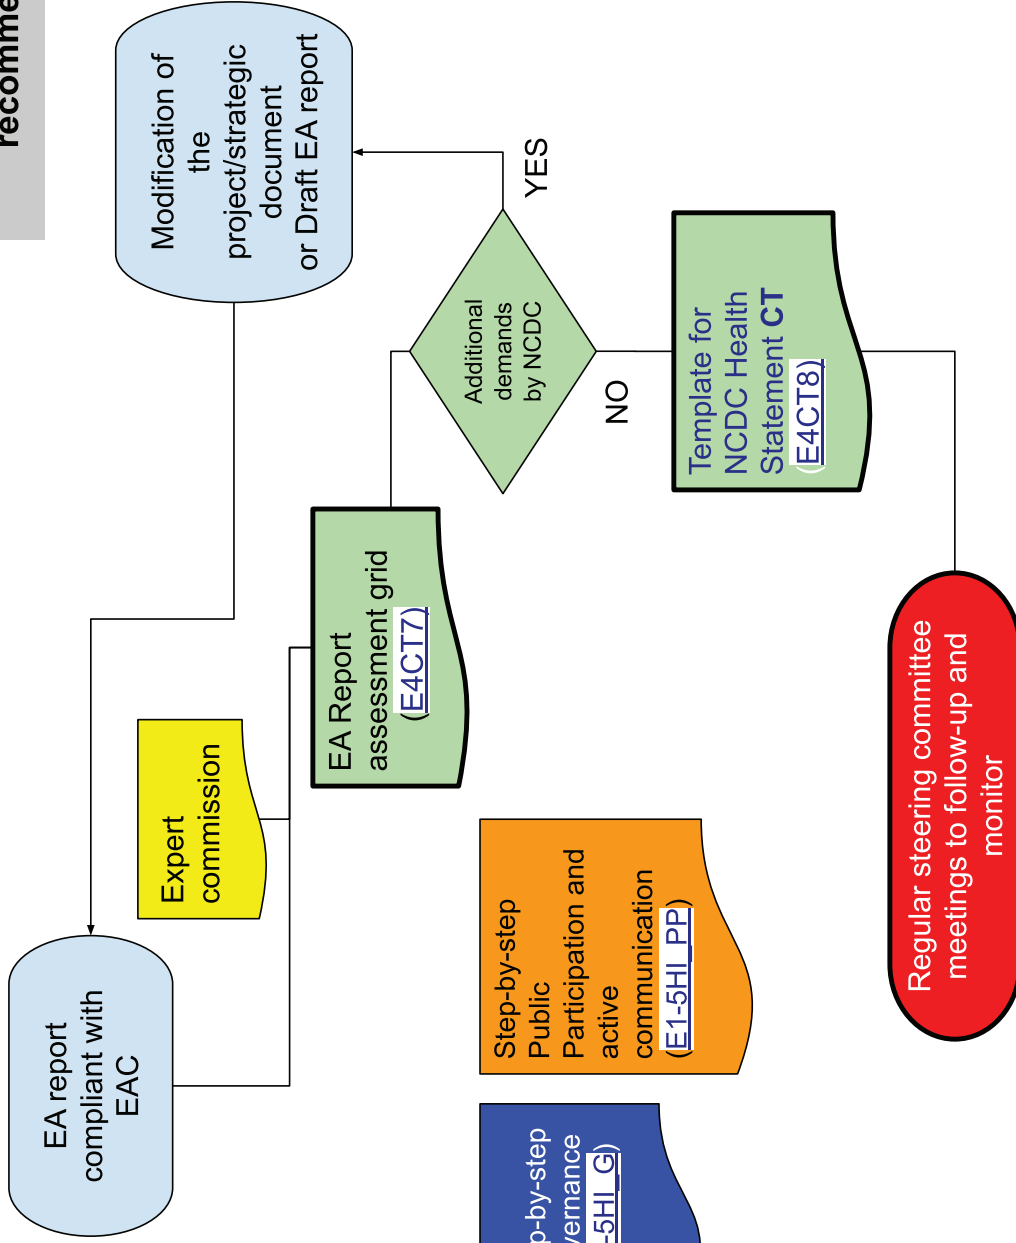 EA report
compliant with
EAC
Expert
commission
Modification of
the
project/strategic
document
or Draft EA report
EA Report
assessment grid
(E4CT7)
Additional
demands
by NCDC
YES
NO
Template for
NCDC Health
Statement CT
(E4CT8)
Step-by-step
Public
Participation and
active
communication
(E1-5HI_PP)
p-by-step
vernance
-5HI_G)
Regular steering committee
meetings to follow-up and
monitor
recomme